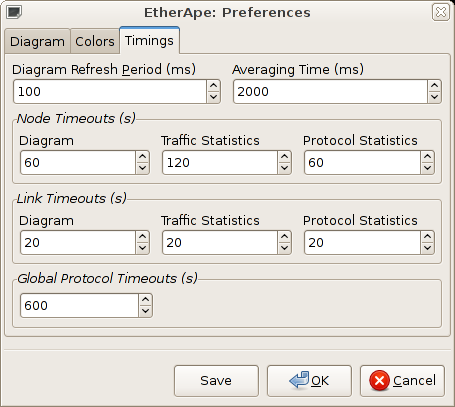 EtherApe: Preferences
Diagram Colors Timings
Diagram Refresh Period (ms) Averaging Time (ms)
100 2000
Node Timeouts (s)
Diagram Traffic Statistics Protocol Statistics
60 120 60
Link Timeouts (s)
Diagram Traffic Statistics Protocol Statistics
20 20 20
Global Protocol Timeouts (s)
600
Save OK Cancel